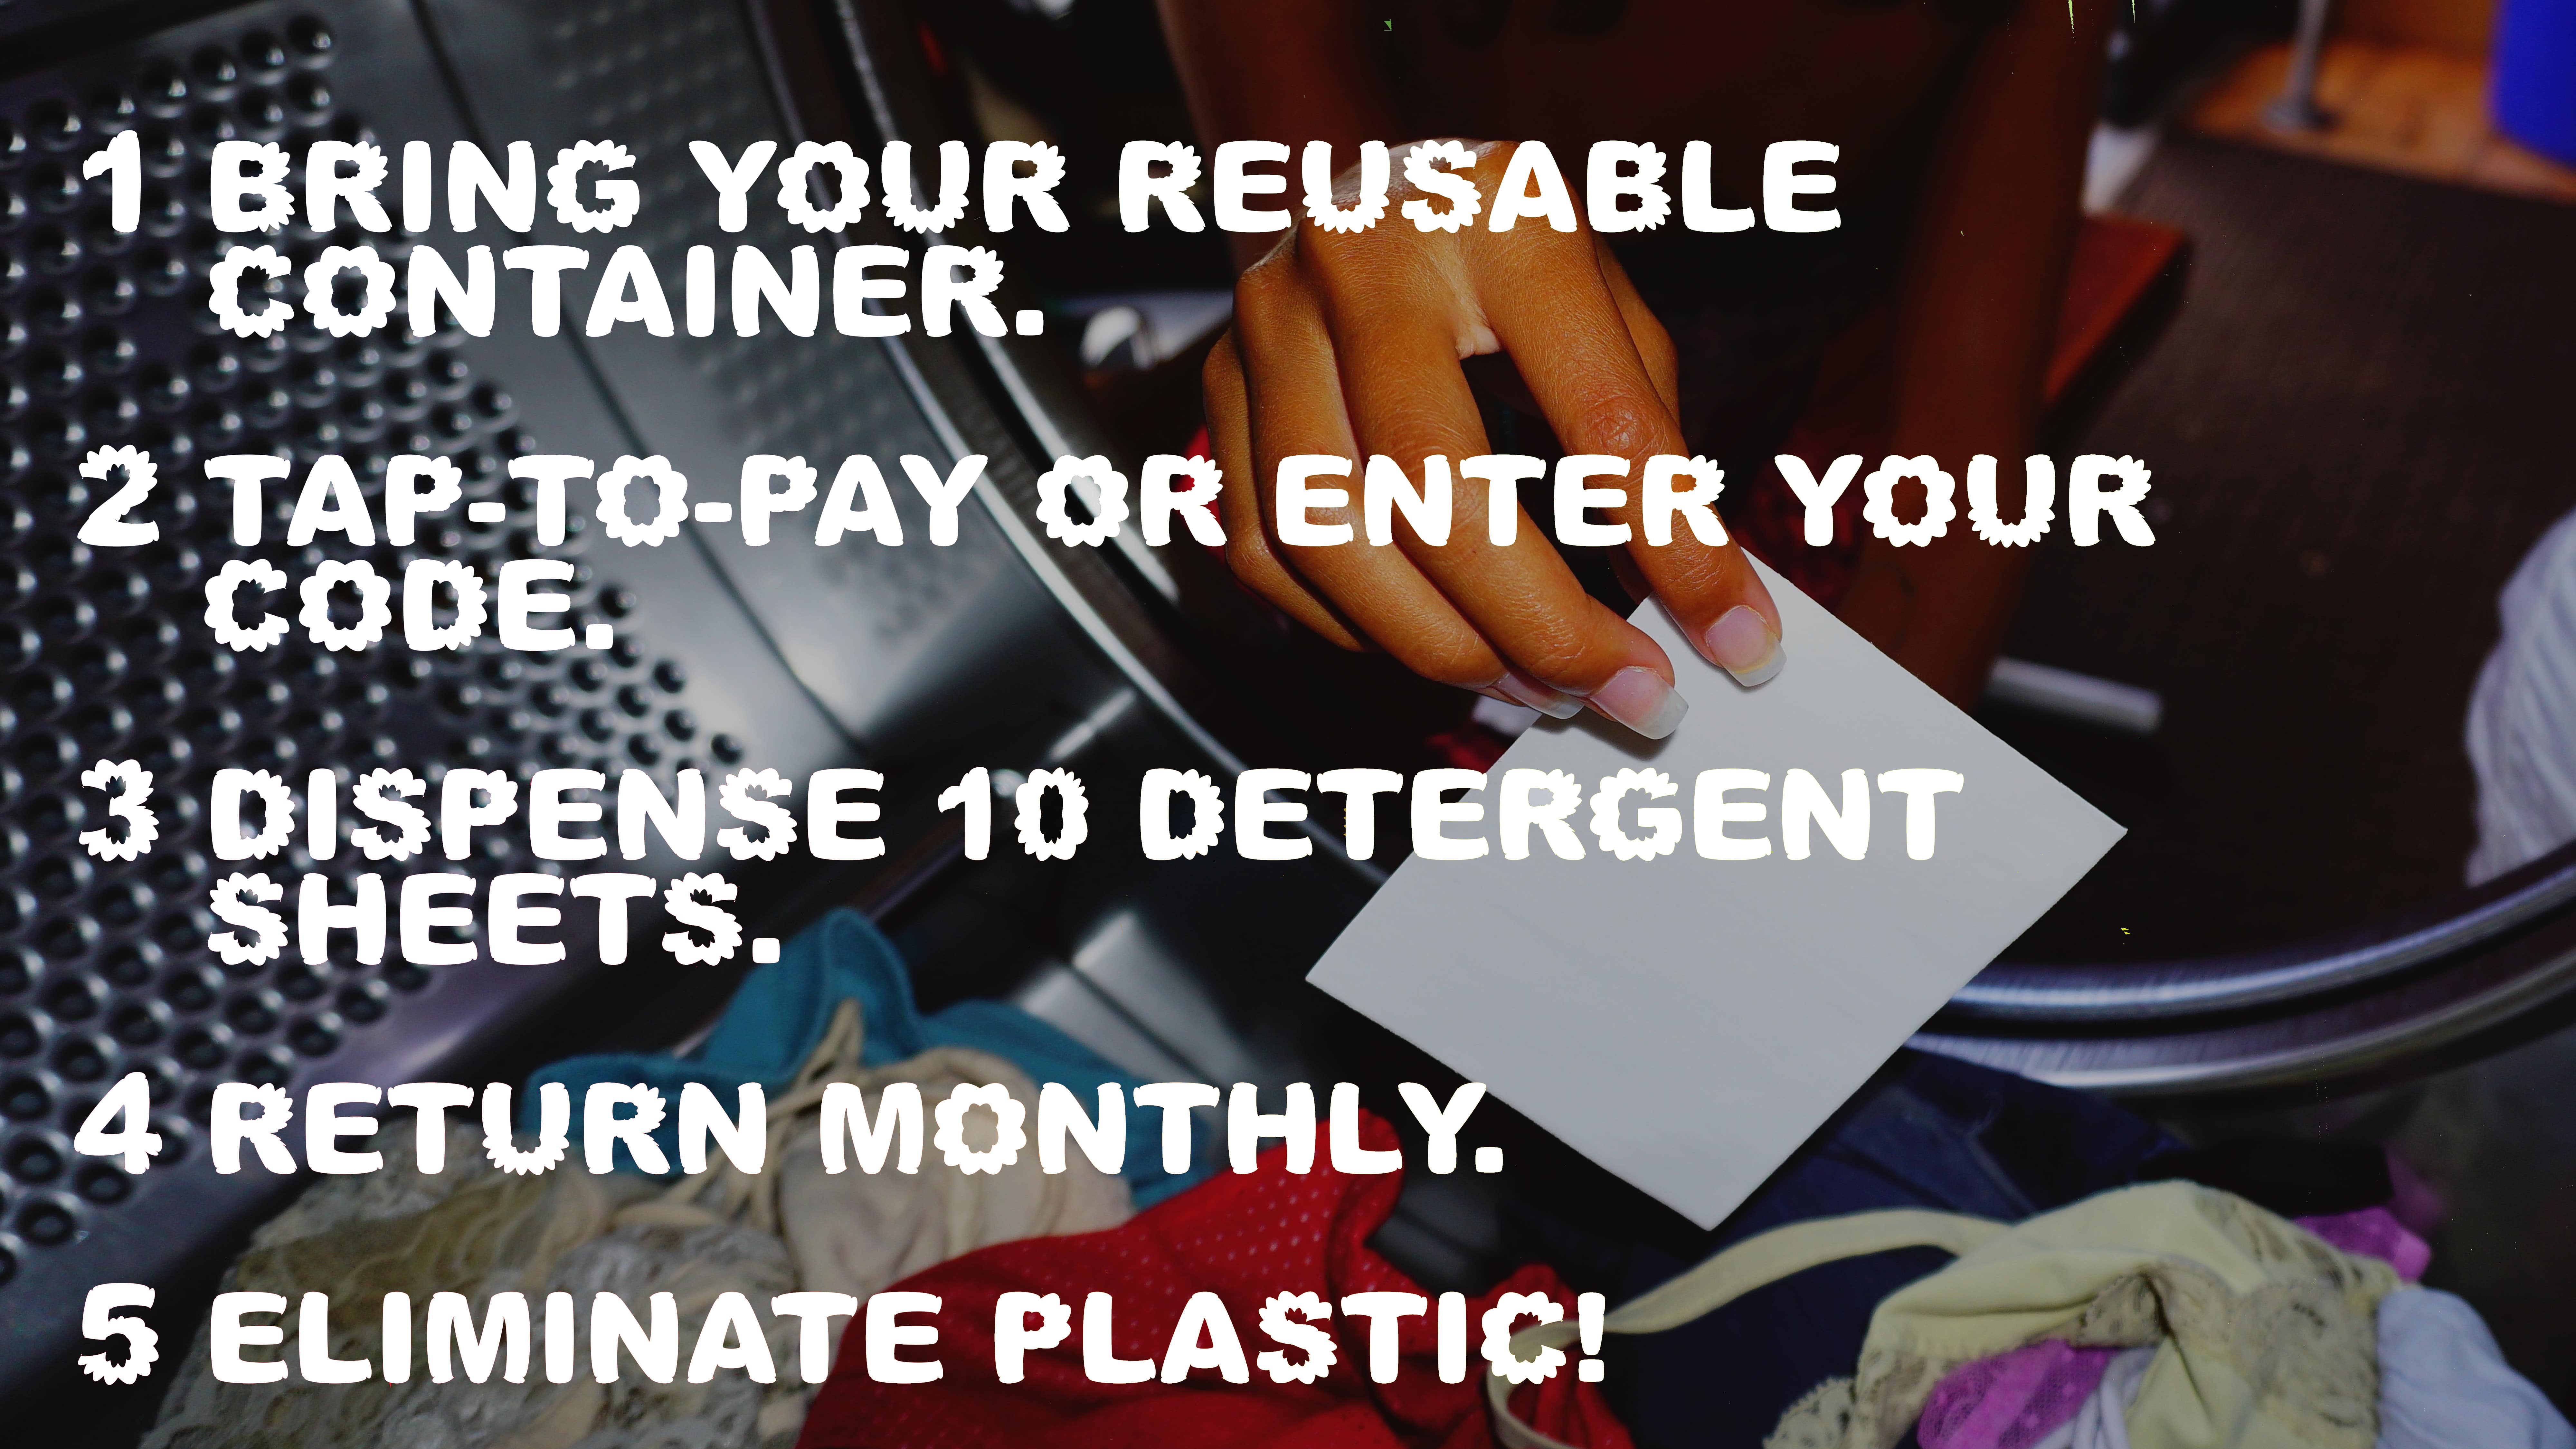 1 BRING YOUR REUSABLE
CONTAINER.
2 TAP-TO-PAY OR ENTER YOUR
CODE.
3 DISPENSE 10 DETERGENT
SHEETS.
4 RETURN MONTHLY.
5 ELIMINATE PLASTIC!